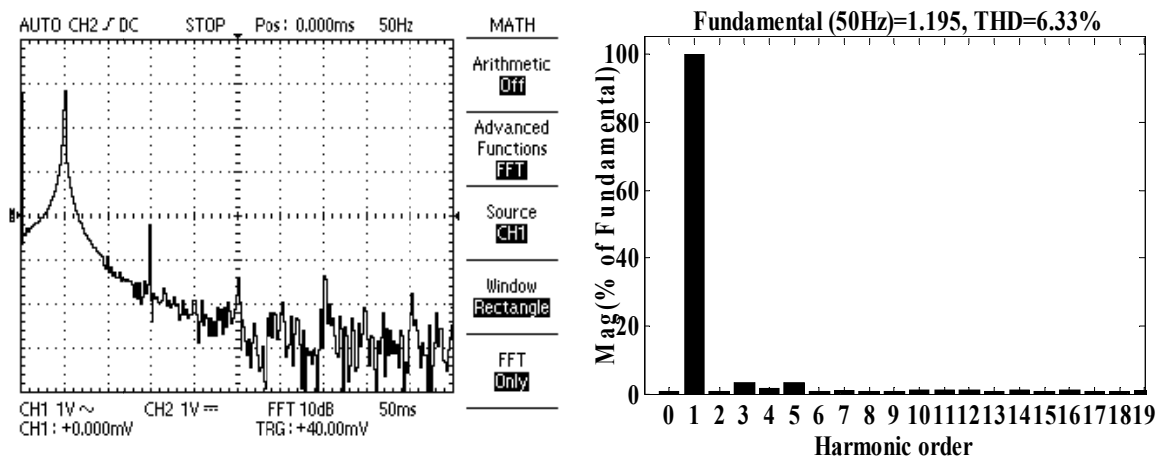 AUTO CH2 ⎍ DC STOP Pos: 0.000ms 50Hz MATH
Arithmetic
Off
Advanced
Functions
FFT
Source
CH1
Window
Rectangle
FFT
Only
CH1 1V ~ CH2 1V ⎓ FFT 10dB 50ms
CH1: +0.000mV TRG: +40.00mV
Fundamental (50Hz)=1.195, THD=6.33%
Mag(% of Fundamental)
100
80
60
40
20
0
0 1 2 3 4 5 6 7 8 9 10 11 12 13 14 15 16 17 18 19
Harmonic order